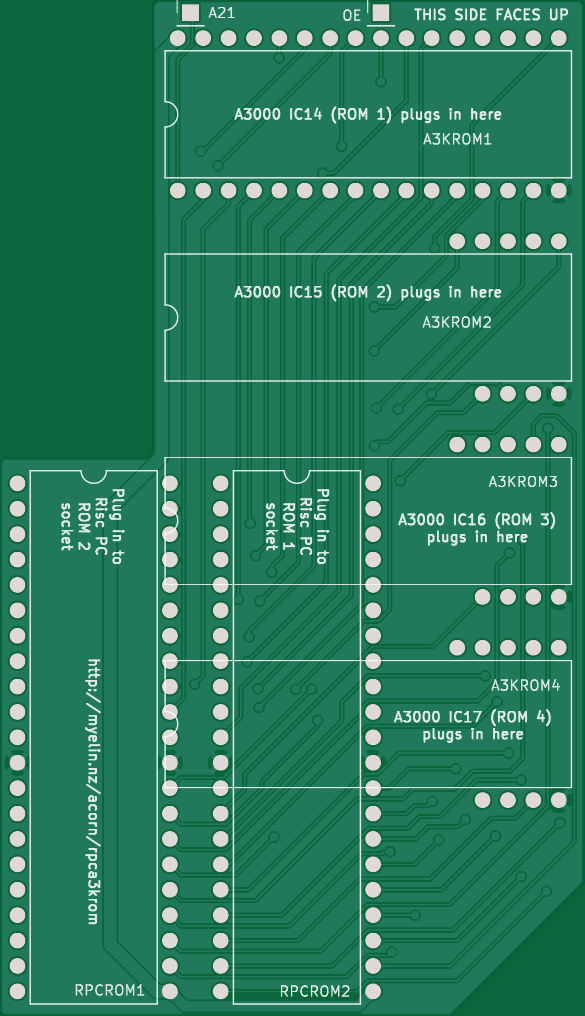 A21
OE
THIS SIDE FACES UP
A3000 IC14 (ROM 1) plugs in here
A3KROM1
A3000 IC15 (ROM 2) plugs in here
A3KROM2
A3KROM3
A3000 IC16 (ROM 3)
plugs in here
Plug in to
Risc PC
ROM 2
socket
Plug in to
Risc PC
ROM 1
socket
A3KROM4
A3000 IC17 (ROM 4)
plugs in here
http://myelin.nz/acorn/rpca3krom
RPCROM1
RPCROM2